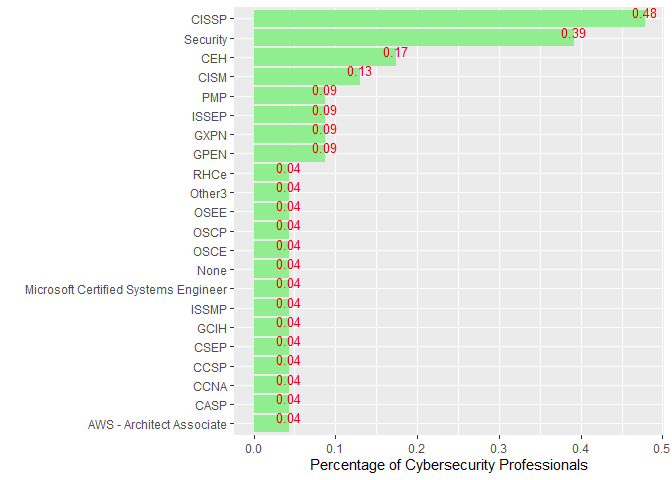 CISSP 0.48
Security 0.39
CEH 0.17
CISM 0.13
PMP 0.09
ISSEP 0.09
GXPN 0.09
GPEN 0.09
RHCe 0.04
Other3 0.04
OSEE 0.04
OSCP 0.04
OSCE 0.04
None 0.04
Microsoft Certified Systems Engineer 0.04
ISSMP 0.04
GCIH 0.04
CSEP 0.04
CCSP 0.04
CCNA 0.04
CASP 0.04
AWS - Architect Associate 0.04
0.0 0.1 0.2 0.3 0.4 0.5
Percentage of Cybersecurity Professionals